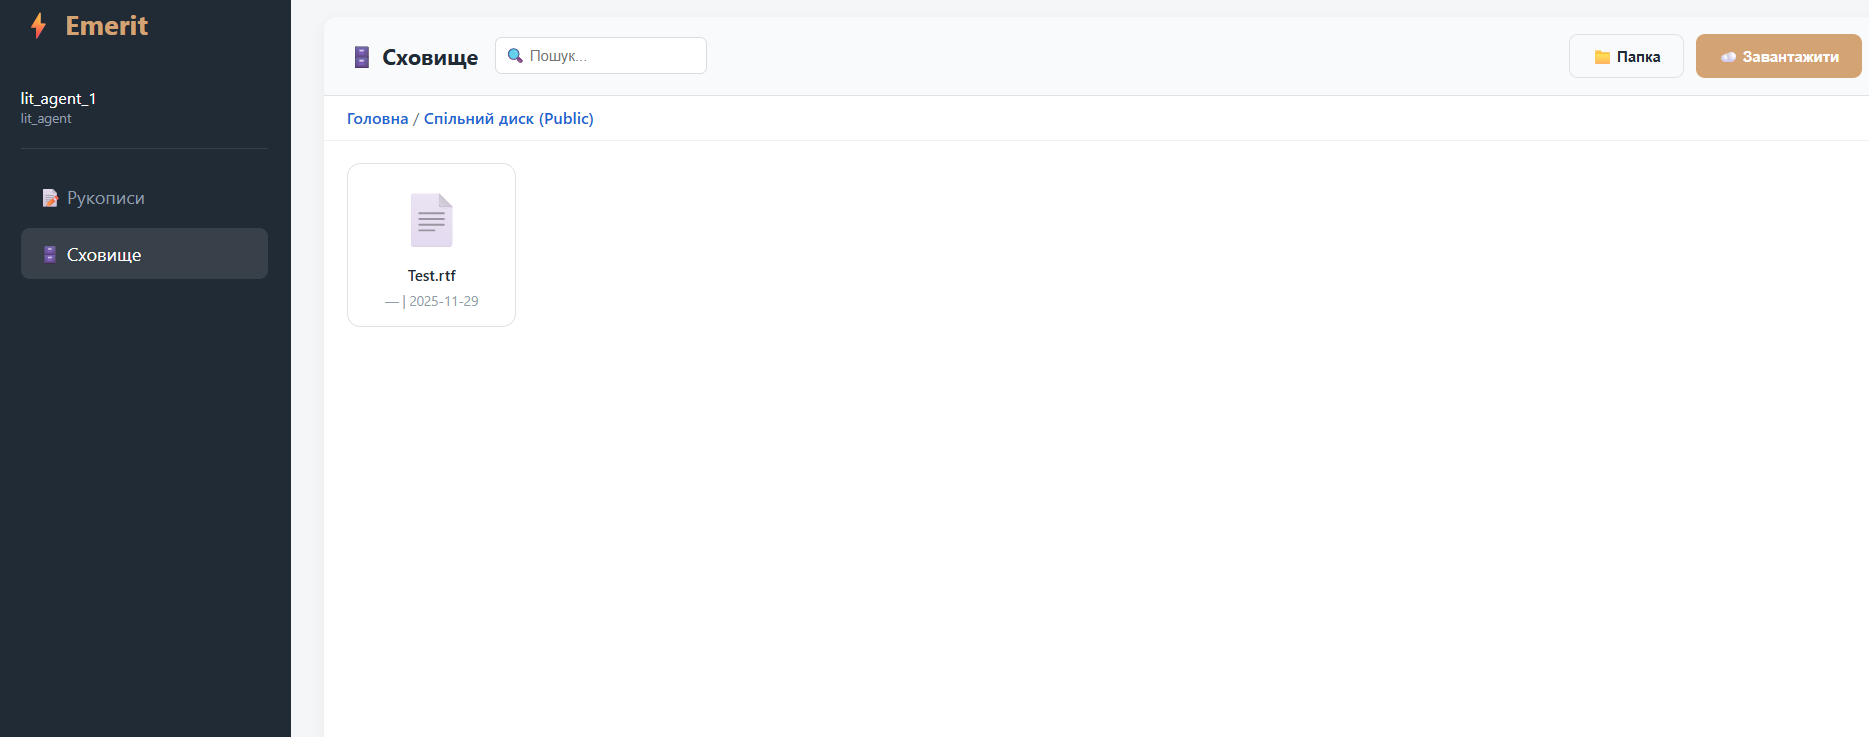 Emerit
lit_agent_1
lit_agent
Рукописи
Сховище
Сховище
Пошук...
Папка
Завантажити
Головна / Спільний диск (Public)
Test.rtf
— | 2025-11-29